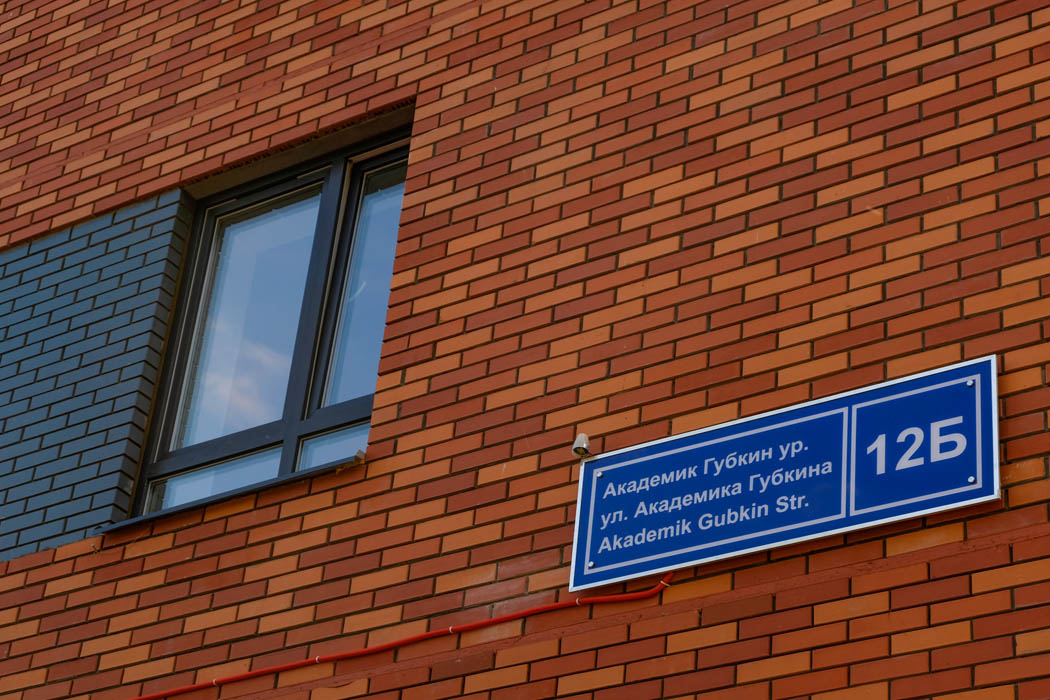 Академик Губкин ур.
ул. Академика Губкина
Akademik Gubkin Str.
12Б